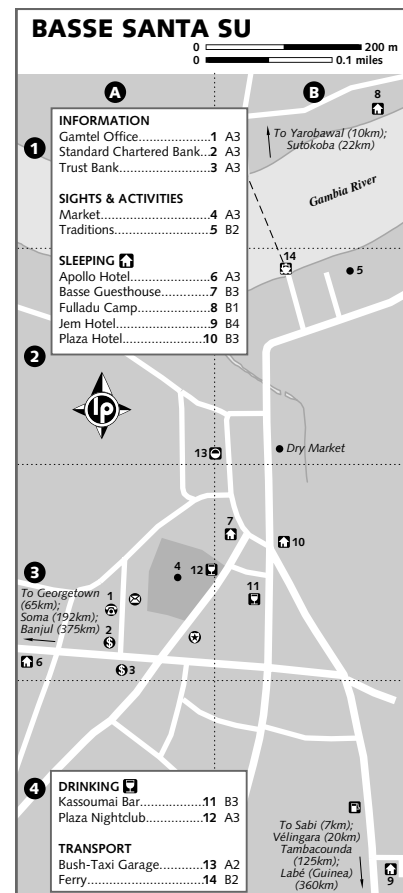 BASSE SANTA SU
0 200 m
0 0.1 miles
A B
INFORMATION
Gamtel Office.....................1 A3
Standard Chartered Bank...2 A3
Trust Bank..........................3 A3
SIGHTS & ACTIVITIES
Market...............................4 A3
Traditions...........................5 B2
SLEEPING
Apollo Hotel.......................6 A3
Basse Guesthouse.............7 B3
Fulladu Camp....................8 B1
Jem Hotel..........................9 B4
Plaza Hotel.......................10 B3
1
8
To Yarobawal (10km);
Sutokoba (22km)
Gambia River
14
5
2
lp
13
Dry Market
7
10
3
4
12
11
To Georgetown
(65km);
Soma (192km);
Banjul (375km)
1
2
$
6
$
3
4
DRINKING
Kassoumai Bar..................11 B3
Plaza Nightclub................12 A3
TRANSPORT
Bush-Taxi Garage.............13 A2
Ferry................................14 B2
To Sabi (7km);
Vélingara (20km)
Tambacounda
(125km);
Labé (Guinea)
(360km)
9